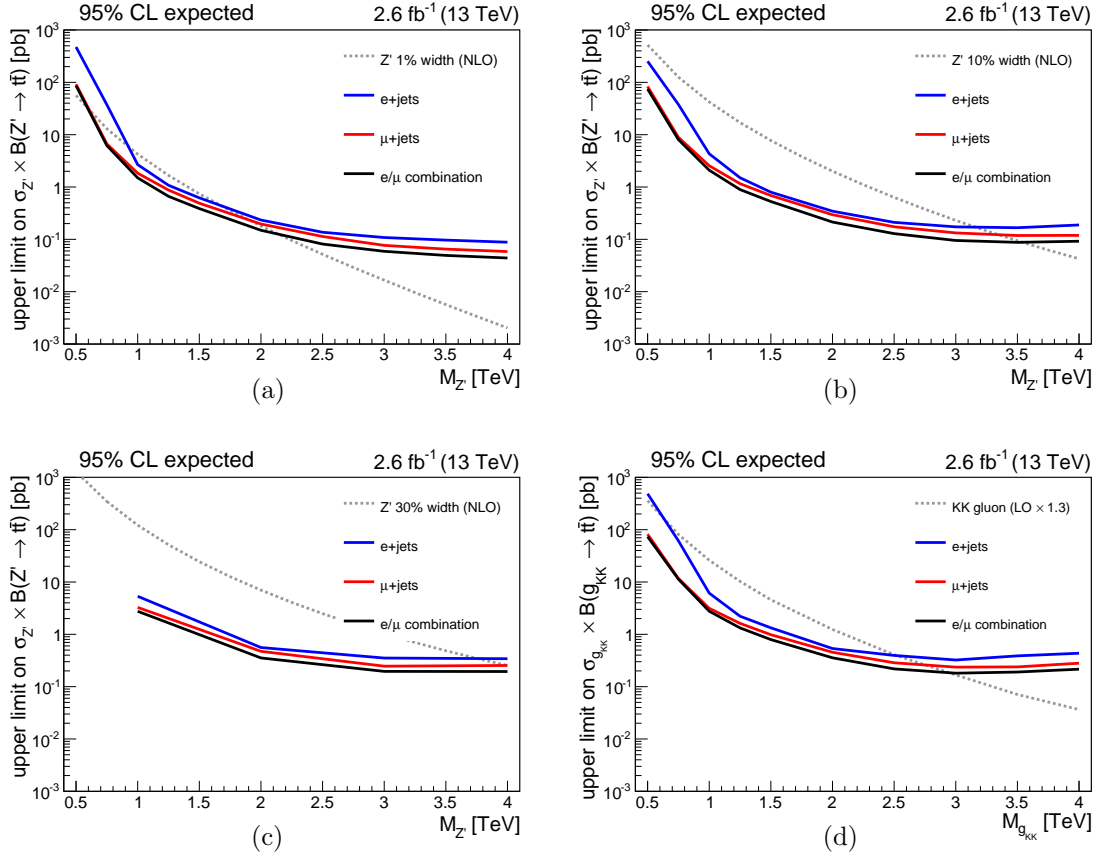 95% CL expected 2.6 fb⁻¹ (13 TeV)
upper limit on σ_Z' × B(Z' → tt̄) [pb]
10³
10²
10
1
10⁻¹
10⁻²
10⁻³
Z' 1% width (NLO)
e+jets
μ+jets
e/μ combination
0.5 1 1.5 2 2.5 3 3.5 4
M_Z' [TeV]
(a)
95% CL expected 2.6 fb⁻¹ (13 TeV)
upper limit on σ_Z' × B(Z' → tt̄) [pb]
10³
10²
10
1
10⁻¹
10⁻²
10⁻³
Z' 10% width (NLO)
e+jets
μ+jets
e/μ combination
0.5 1 1.5 2 2.5 3 3.5 4
M_Z' [TeV]
(b)
95% CL expected 2.6 fb⁻¹ (13 TeV)
upper limit on σ_Z' × B(Z' → tt̄) [pb]
10³
10²
10
1
10⁻¹
10⁻²
10⁻³
Z' 30% width (NLO)
e+jets
μ+jets
e/μ combination
0.5 1 1.5 2 2.5 3 3.5 4
M_Z' [TeV]
(c)
95% CL expected 2.6 fb⁻¹ (13 TeV)
upper limit on σ_g_KK × B(g_KK → tt̄) [pb]
10³
10²
10
1
10⁻¹
10⁻²
10⁻³
KK gluon (LO × 1.3)
e+jets
μ+jets
e/μ combination
0.5 1 1.5 2 2.5 3 3.5 4
M_g_KK [TeV]
(d)